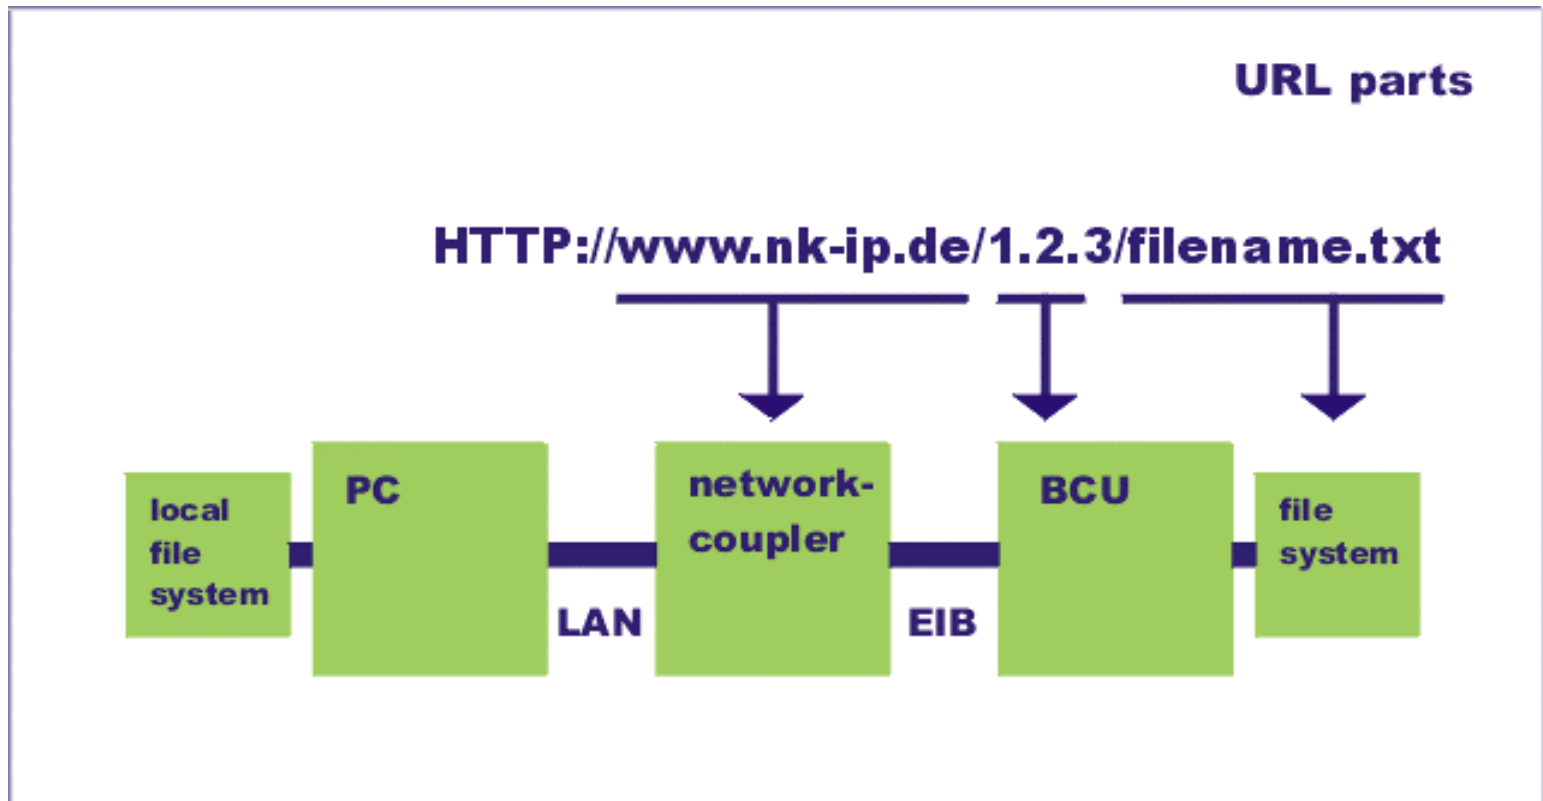 URL parts
HTTP://www.nk-ip.de/1.2.3/filename.txt
local
file
system
PC
LAN
network-
coupler
EIB
BCU
file
system